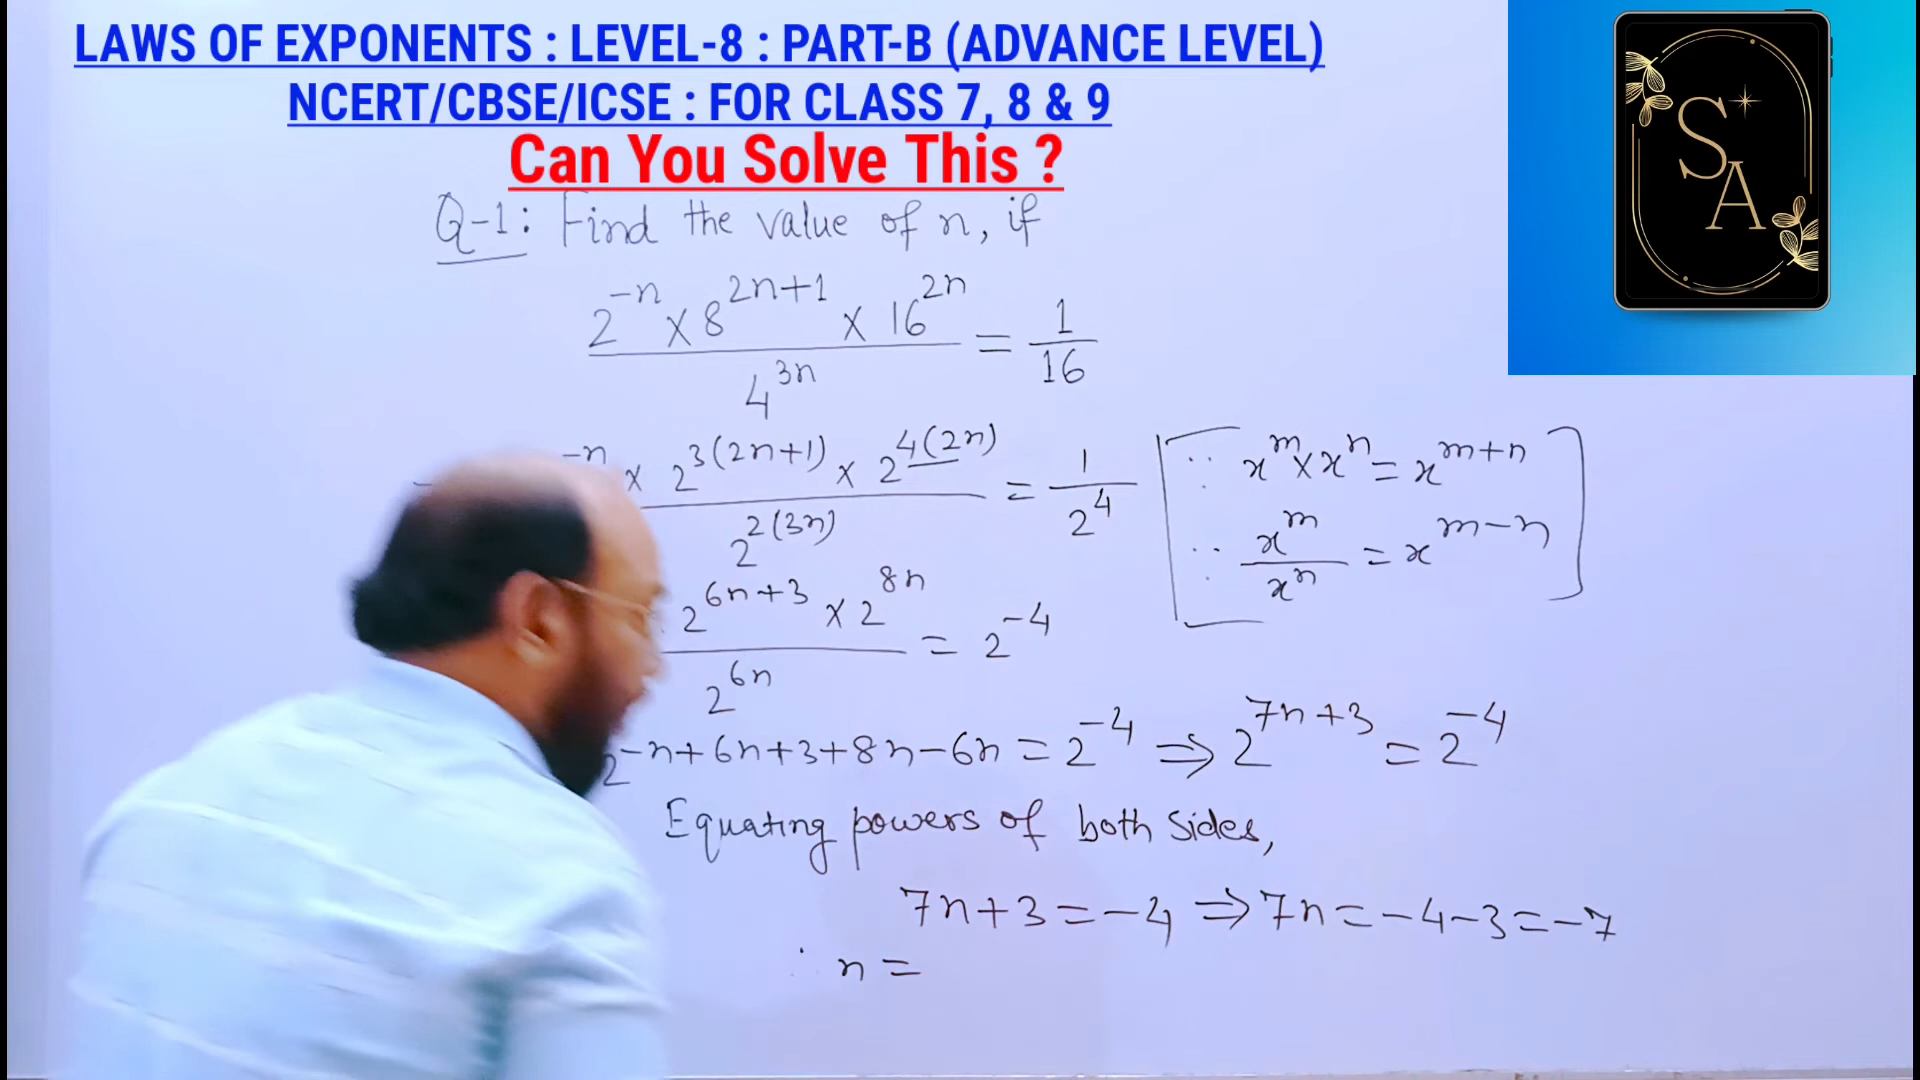 LAWS OF EXPONENTS : LEVEL-8 : PART-B (ADVANCE LEVEL)
NCERT/CBSE/ICSE : FOR CLASS 7, 8 & 9
Can You Solve This ?
S
A
Q-1: Find the value of n, if
2^{-n} × 8^{2n+1} × 16^{2n} / 4^{3n} = 1/16
^{-n} × 2^{3(2n+1)} × 2^{4(2n)} / 2^{2(3n)} = 1/2^4
[∵ x^m × x^n = x^{m+n}
∵ x^m/x^n = x^{m-n}]
2^{6n+3} × 2^{8n} / 2^{6n} = 2^{-4}
2^{-n+6n+3+8n-6n} = 2^{-4} ⇒ 2^{7n+3} = 2^{-4}
Equating powers of both sides,
7n+3=-4 ⇒ 7n=-4-3=-7
∴ n =